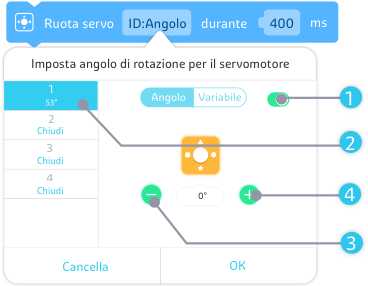 Ruota servo ID:Angolo durante 400 ms
Imposta angolo di rotazione per il servomotore
1
53°
Angolo Variabile
1
2
Chiudi
2
3
Chiudi
4
Chiudi
0°
4
3
Cancella OK